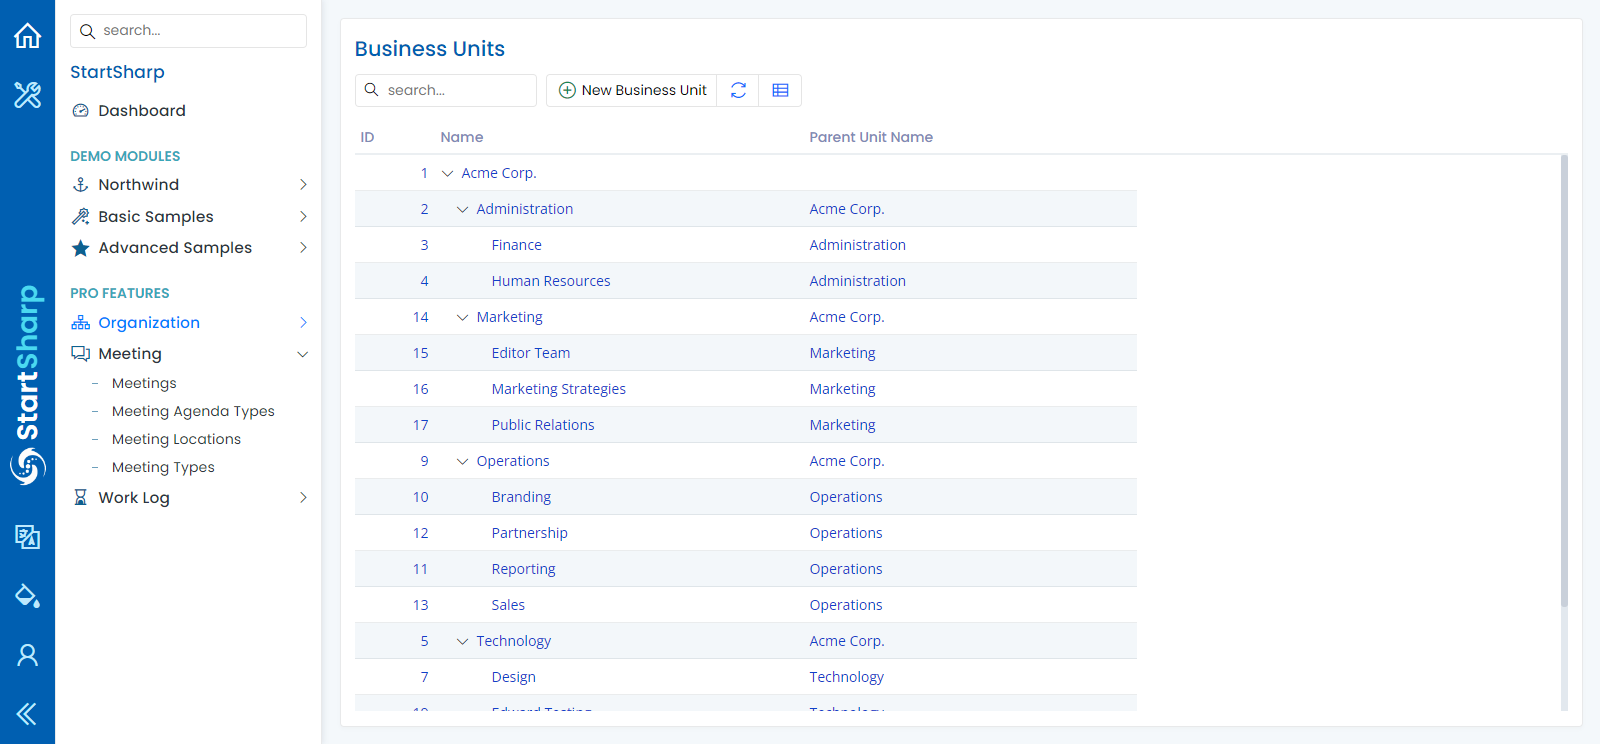 search...
StartSharp
Dashboard
DEMO MODULES
Northwind
Basic Samples
Advanced Samples
PRO FEATURES
Organization
Meeting
- Meetings
- Meeting Agenda Types
- Meeting Locations
- Meeting Types
Work Log
StartSharp
Business Units
search...
New Business Unit
ID Name Parent Unit Name
1 Acme Corp.
2 Administration Acme Corp.
3 Finance Administration
4 Human Resources Administration
14 Marketing Acme Corp.
15 Editor Team Marketing
16 Marketing Strategies Marketing
17 Public Relations Marketing
9 Operations Acme Corp.
10 Branding Operations
12 Partnership Operations
11 Reporting Operations
13 Sales Operations
5 Technology Acme Corp.
7 Design Technology
Technology